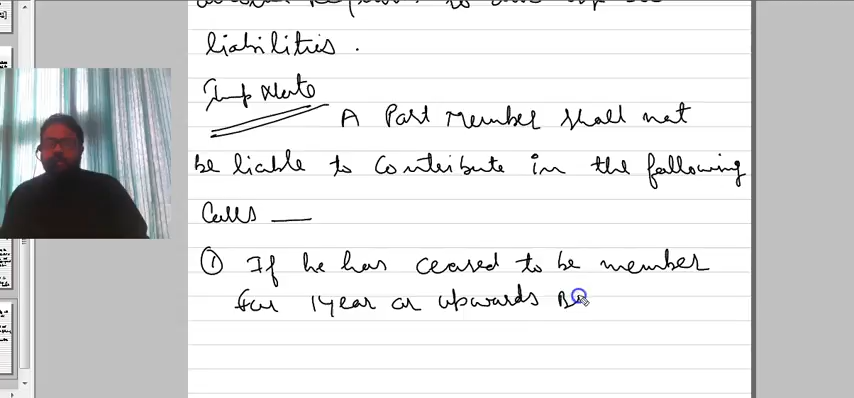 liabilities.
Imp Note
A Past Member shall not
be liable to contribute in the following
calls —
① If he has ceased to be member
for 1 year or upwards